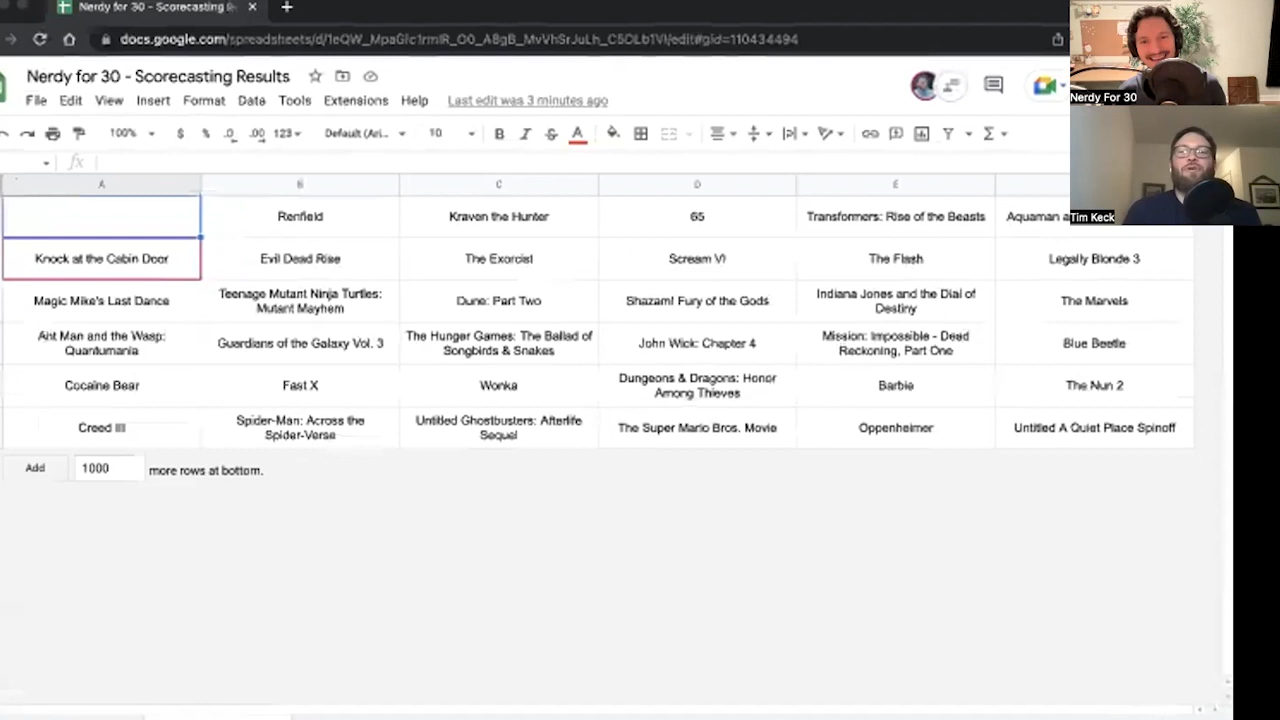 Nerdy for 30 - Scorecasting Re
Nerdy For 30
Nerdy for 30 - Scorecasting Results
File Edit View Insert Format Data Tools Extensions Help Last edit was 3 minutes ago
100% $ % .0 .00 123 Default (Ari... 10 B I S A
Tim Keck
fx
A B C D E
Renfield Kraven the Hunter 65 Transformers: Rise of the Beasts Aquaman a
Knock at the Cabin Door Evil Dead Rise The Exorcist Scream VI The Flash Legally Blonde 3
Magic Mike's Last Dance Teenage Mutant Ninja Turtles: Mutant Mayhem Dune: Part Two Shazam! Fury of the Gods Indiana Jones and the Dial of Destiny The Marvels
Ant Man and the Wasp: Quantumania Guardians of the Galaxy Vol. 3 The Hunger Games: The Ballad of Songbirds & Snakes John Wick: Chapter 4 Mission: Impossible - Dead Reckoning, Part One Blue Beetle
Cocaine Bear Fast X Wonka Dungeons & Dragons: Honor Among Thieves Barbie The Nun 2
Creed III Spider-Man: Across the Spider-Verse Untitled Ghostbusters: Afterlife Sequel The Super Mario Bros. Movie Oppenheimer Untitled A Quiet Place Spinoff
Add 1000 more rows at bottom.